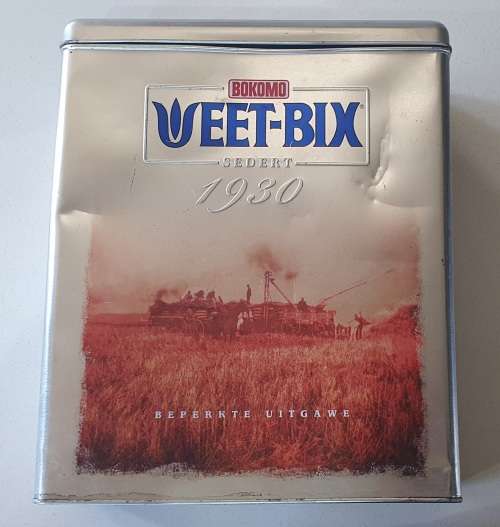 BOKOMO
WEET-BIX®
SEDERT
1930
BEPERKTE UITGAWE